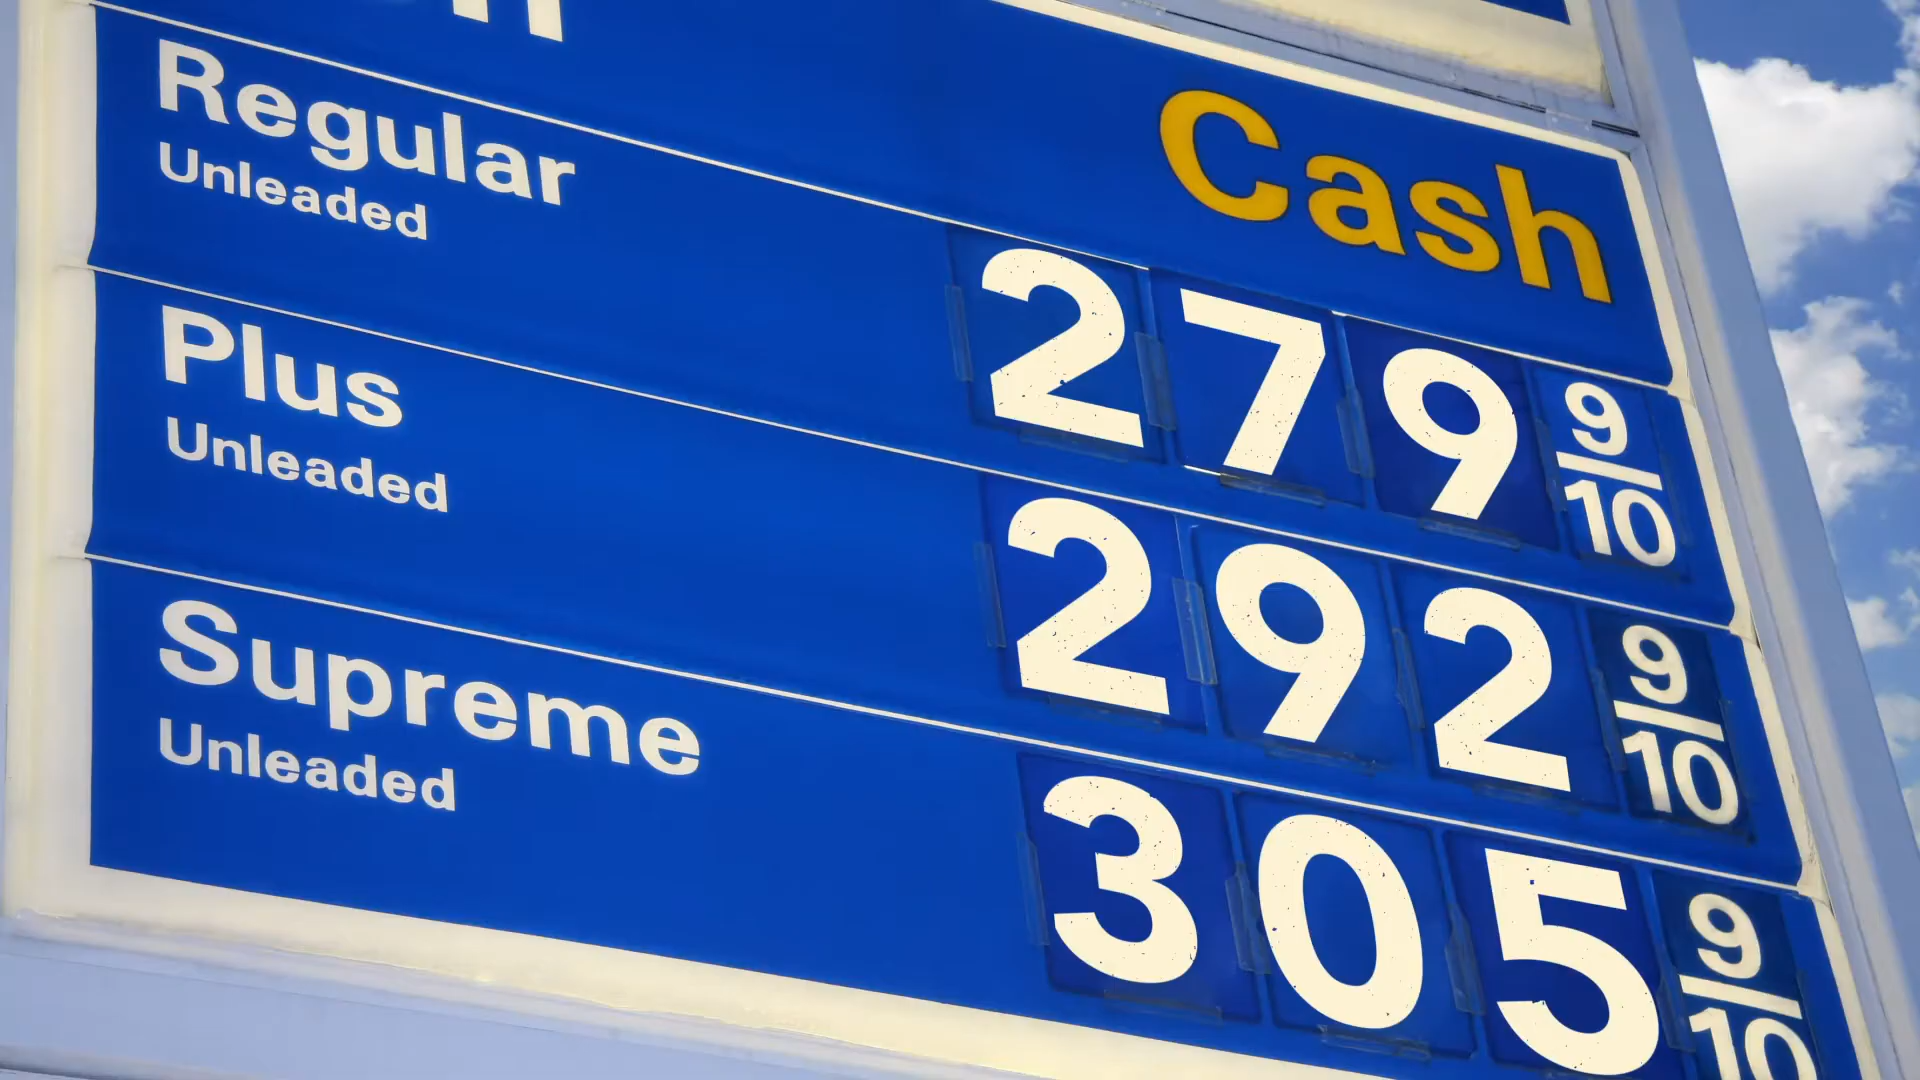 Cash
Regular
Unleaded
279 9/10
Plus
Unleaded
292 9/10
Supreme
Unleaded
305 9/10